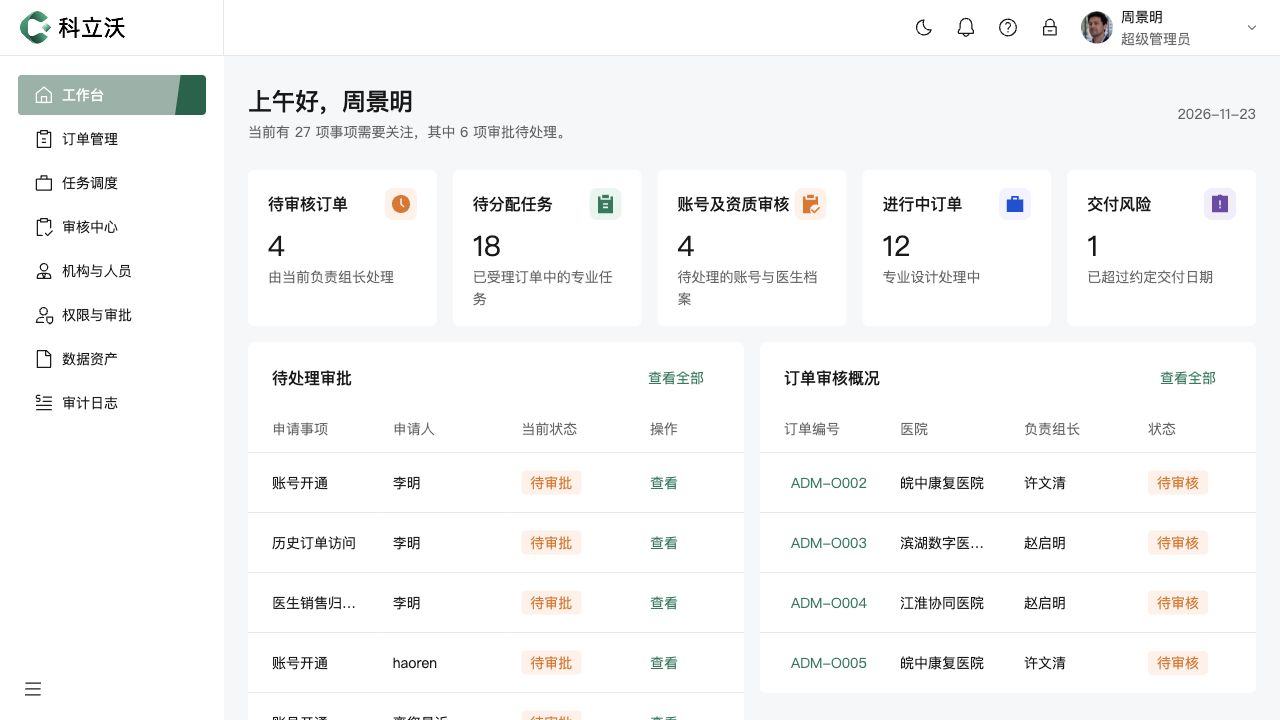 科立沃
周景明
超级管理员
工作台
订单管理
任务调度
审核中心
机构与人员
权限与审批
数据资产
审计日志
上午好，周景明
当前有 27 项事项需要关注，其中 6 项审批待处理。
2026-11-23
待审核订单
4
由当前负责组长处理
待分配任务
18
已受理订单中的专业任
务
账号及资质审核
4
待处理的账号与医生档
案
进行中订单
12
专业设计处理中
交付风险
1
已超过约定交付日期
待处理审批 查看全部
申请事项 申请人 当前状态 操作
账号开通 李明 待审批 查看
历史订单访问 李明 待审批 查看
医生销售归... 李明 待审批 查看
账号开通 haoren 待审批 查看
账号开通 待审批 查看
订单审核概况 查看全部
订单编号 医院 负责组长 状态
ADM-O002 皖中康复医院 许文清 待审核
ADM-O003 滨湖数字医... 赵启明 待审核
ADM-O004 江淮协同医院 赵启明 待审核
ADM-O005 皖中康复医院 许文清 待审核